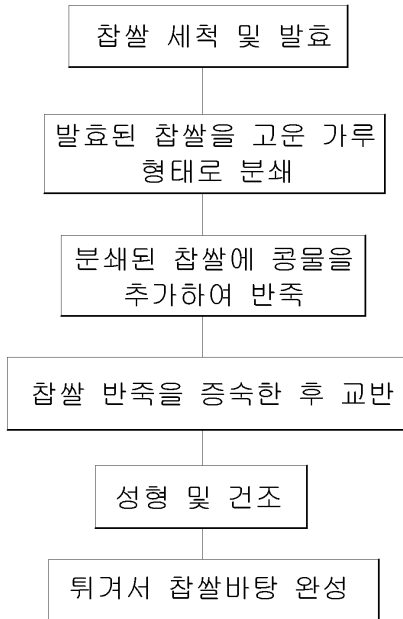 찹쌀 세척 및 발효
발효된 찹쌀을 고운 가루
형태로 분쇄
분쇄된 찹쌀에 콩물을
추가하여 반죽
찹쌀 반죽을 증숙한 후 교반
성형 및 건조
튀겨서 찹쌀바탕 완성